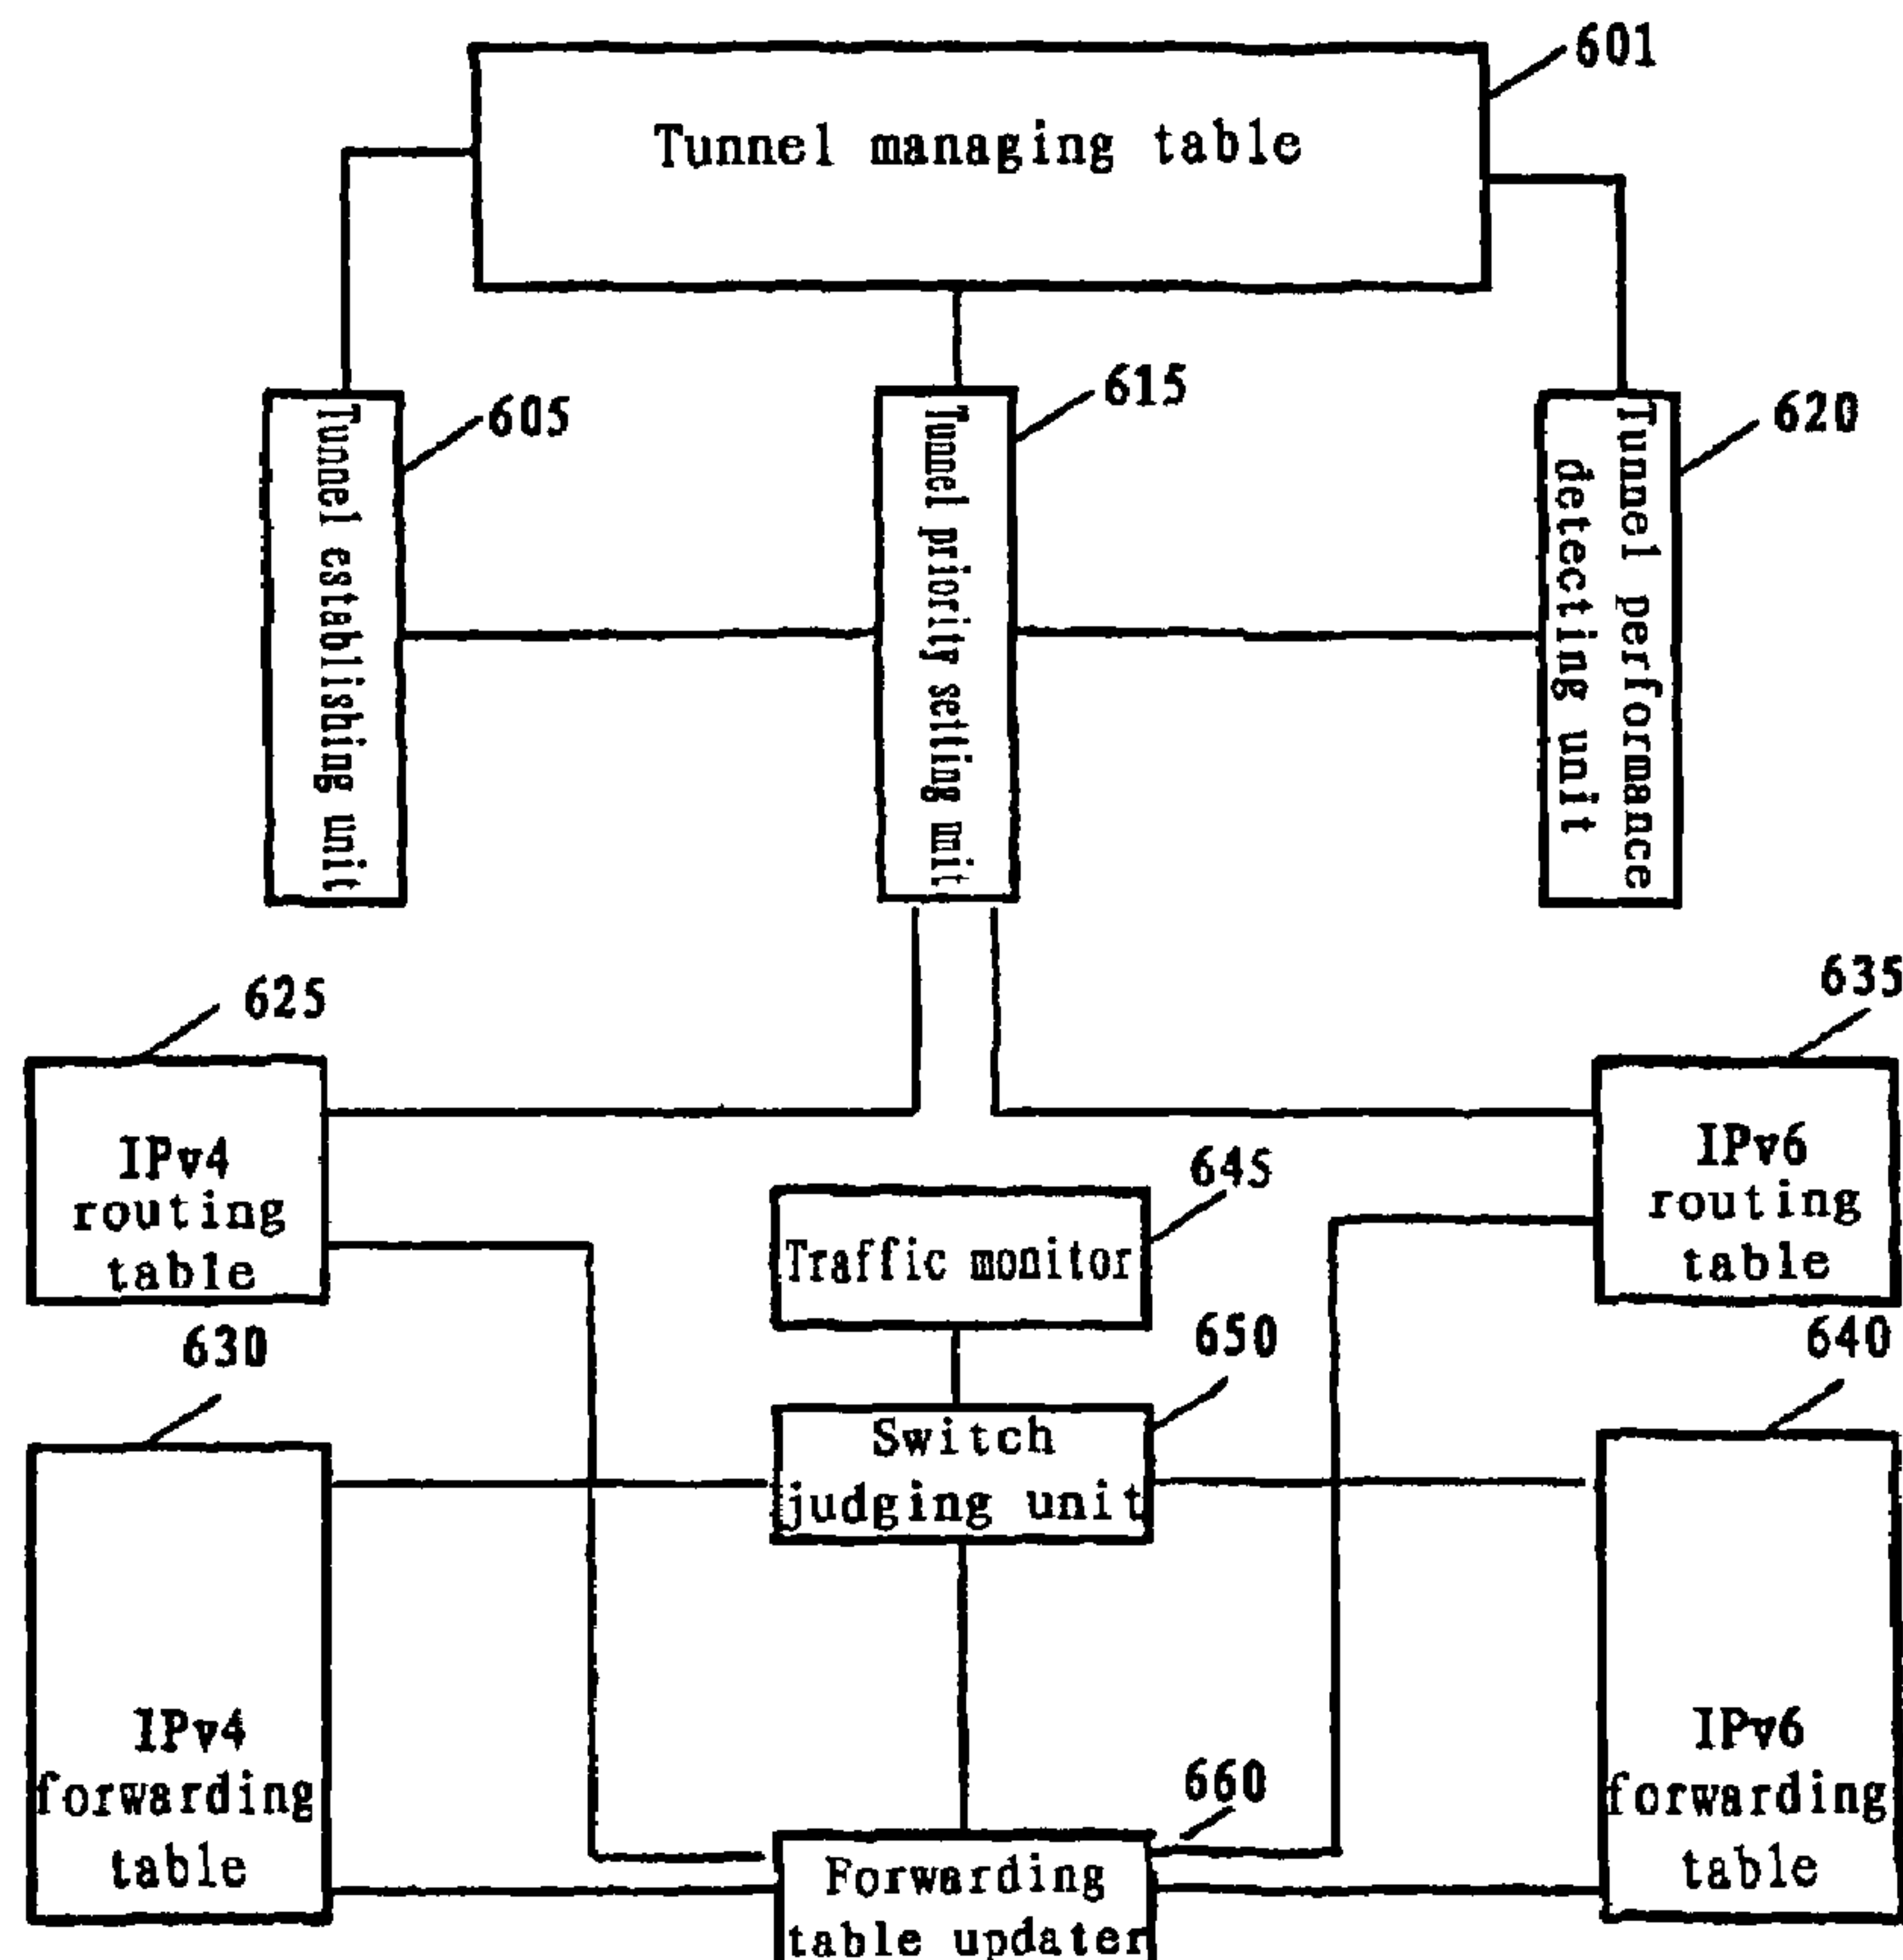 601
Tunnel managing table
605
615
620
Tunnel establishing unit
Tunnel priority setting unit
Tunnel performance
detecting unit
625
635
IPv4
routing
table
IPv6
routing
table
645
Traffic monitor
630
650
640
Switch
judging unit
IPv4
forwarding
table
IPv6
forwarding
table
660
Forwarding
table updater